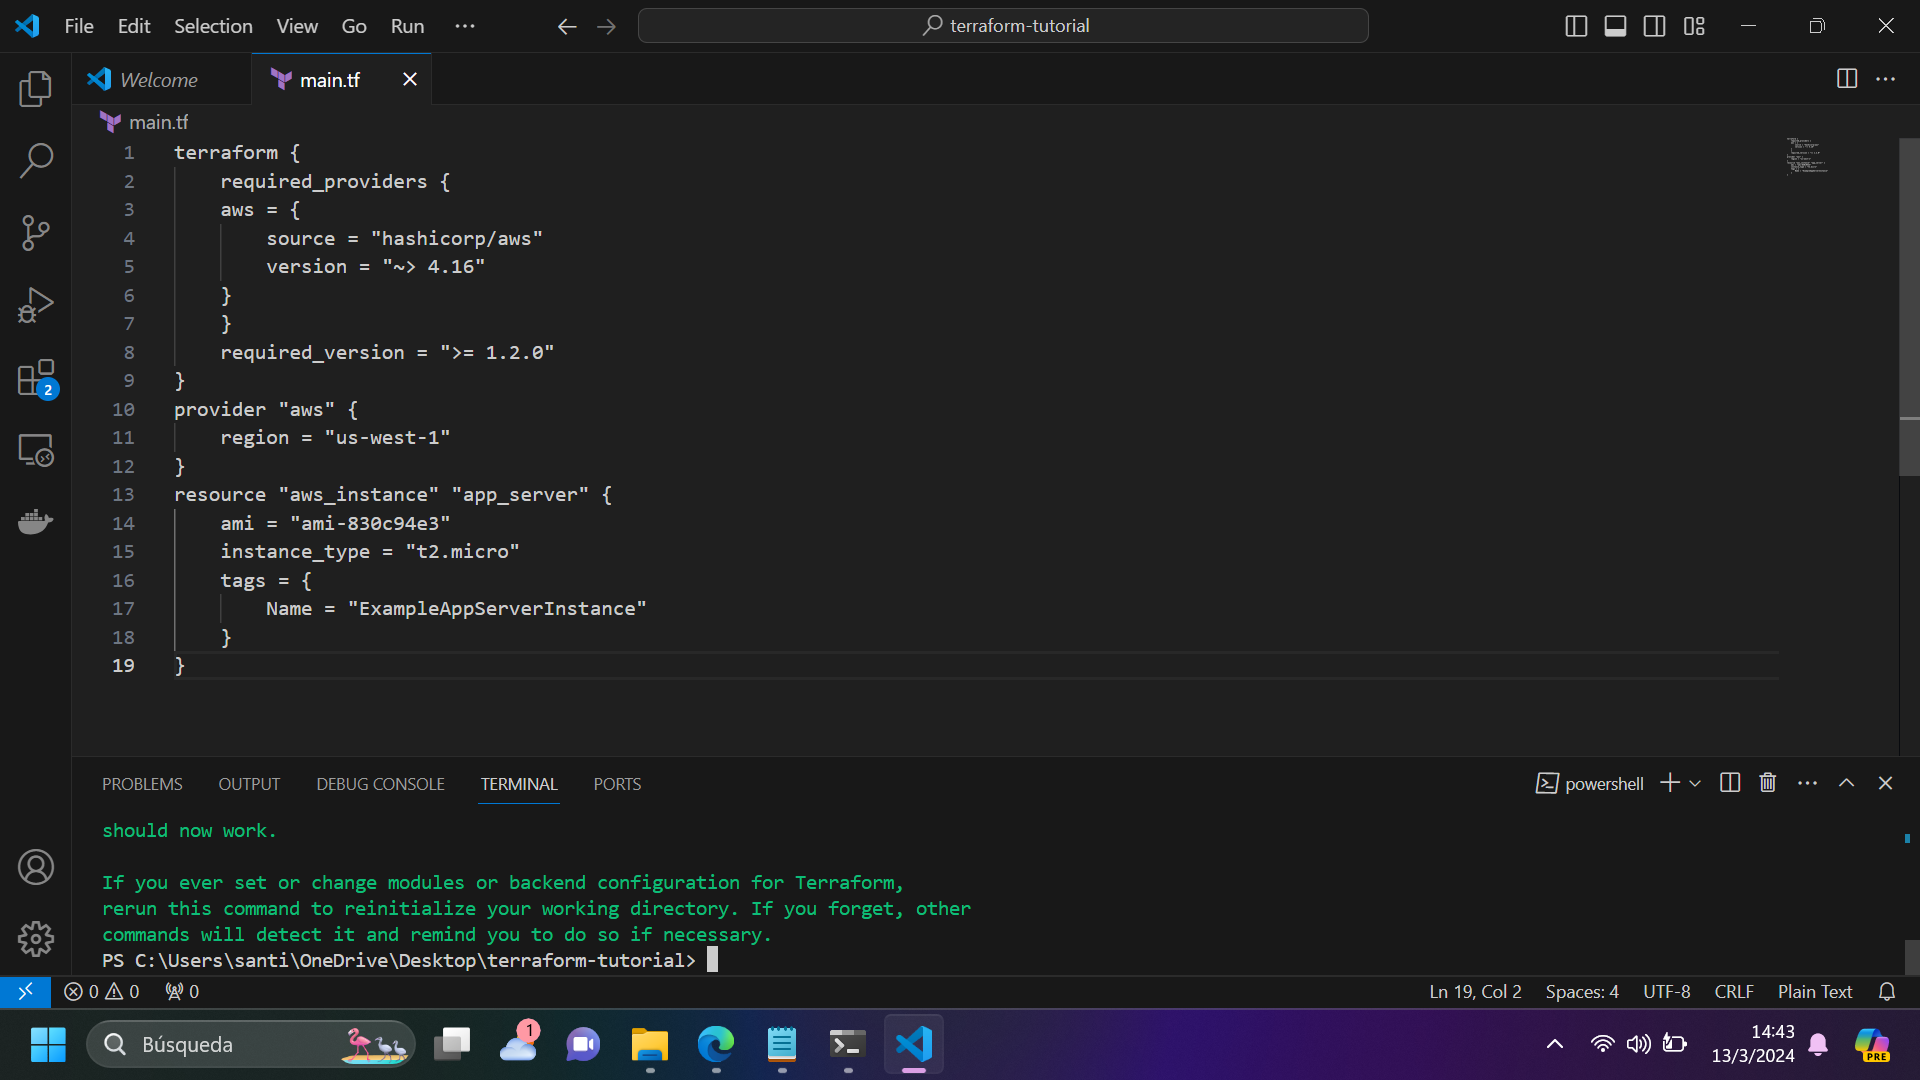 File Edit Selection View Go Run ···
terraform-tutorial
Welcome
main.tf
main.tf
1 terraform {
2 required_providers {
3 aws = {
4 source = "hashicorp/aws"
5 version = "~> 4.16"
6 }
7 }
8 required_version = ">= 1.2.0"
9 }
10 provider "aws" {
11 region = "us-west-1"
12 }
13 resource "aws_instance" "app_server" {
14 ami = "ami-830c94e3"
15 instance_type = "t2.micro"
16 tags = {
17 Name = "ExampleAppServerInstance"
18 }
19 }
2
PROBLEMS OUTPUT DEBUG CONSOLE TERMINAL PORTS
powershell
should now work.
If you ever set or change modules or backend configuration for Terraform,
rerun this command to reinitialize your working directory. If you forget, other
commands will detect it and remind you to do so if necessary.
PS C:\Users\santi\OneDrive\Desktop\terraform-tutorial>
0 0 0
Ln 19, Col 2 Spaces: 4 UTF-8 CRLF Plain Text
Búsqueda
1
14:43
13/3/2024
PRE